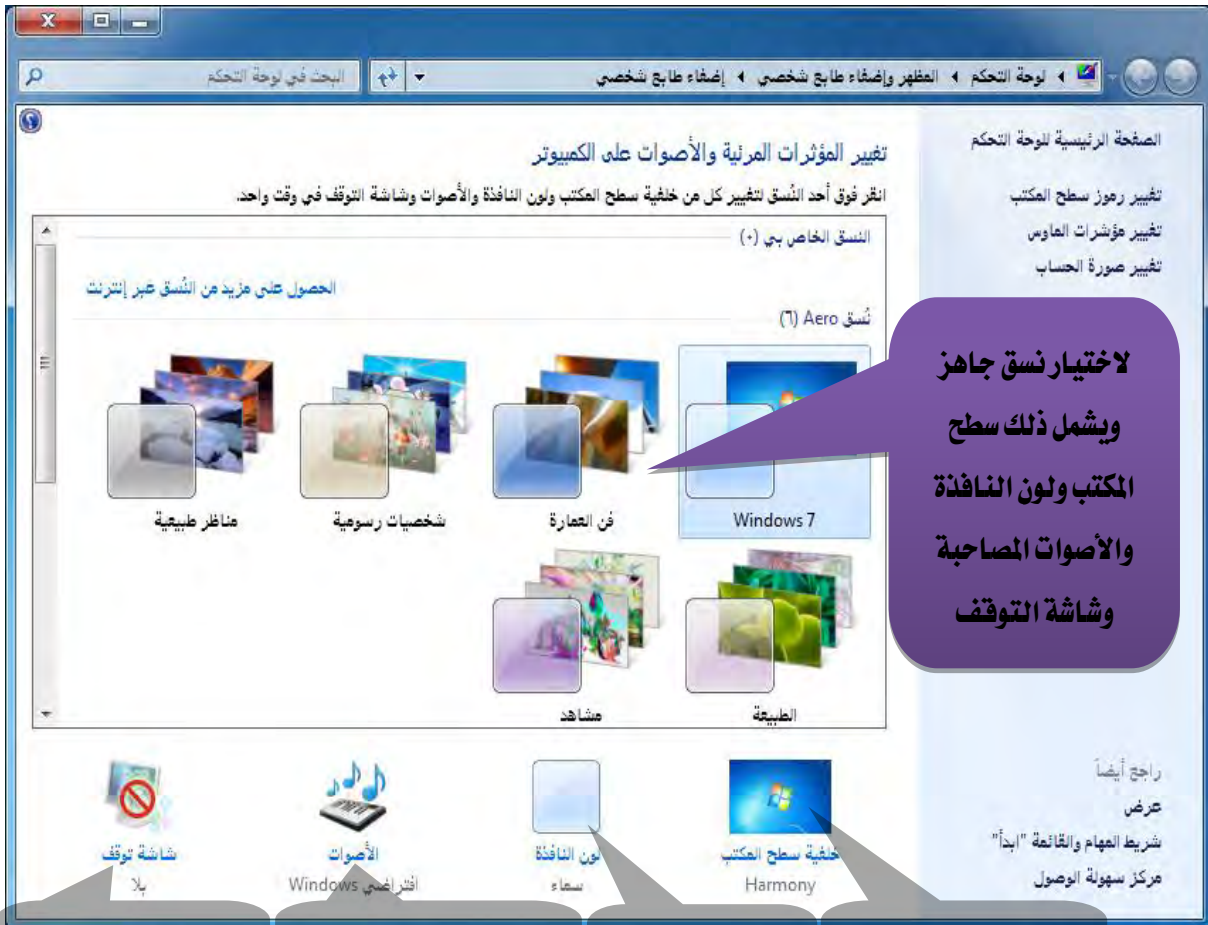 لوحة التحكم
المظهر وإضفاء طابع شخصي
إضفاء طابع شخصي
البحث في لوحة التحكم
الصفحة الرئيسية للوحة التحكم
تغيير رموز سطح المكتب
تغيير مؤشرات الماوس
تغيير صورة الحساب
تغيير المؤثرات المرئية والأصوات على الكمبيوتر
انقر فوق أحد النُسق لتغيير كل من خلفية سطح المكتب ولون النافذة والأصوات وشاشة التوقف في وقت واحد.
النسق الخاص بي (٠)
الحصول على مزيد من النُسق عبر إنترنت
نُسق Aero (٦)
Windows 7
فن العمارة
شخصيات رسومية
مناظر طبيعية
الطبيعة
مشاهد
لاختيار نسق جاهز
ويشمل ذلك سطح
المكتب ولون النافذة
والأصوات المصاحبة
وشاشة التوقف
خلفية سطح المكتب
Harmony
لون النافذة
سماء
الأصوات
افتراضي Windows
شاشة توقف
بلا
راجع أيضاً
عرض
شريط المهام والقائمة "ابدأ"
مركز سهولة الوصول